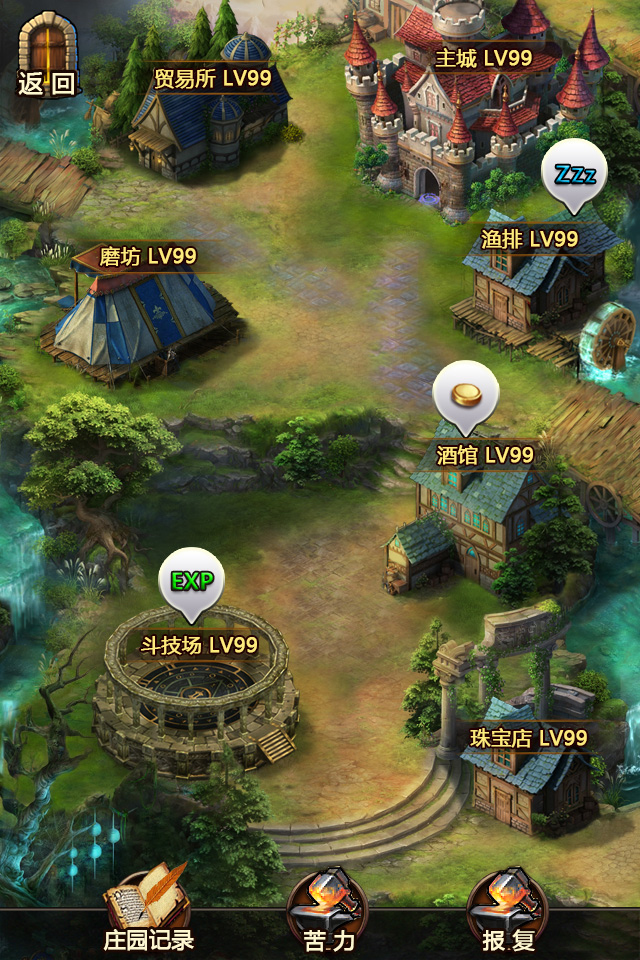 主城 LV99
贸易所 LV99
返回
Zzz
渔排 LV99
磨坊 LV99
酒馆 LV99
EXP
斗技场 LV99
珠宝店 LV99
庄园记录
苦力
报复